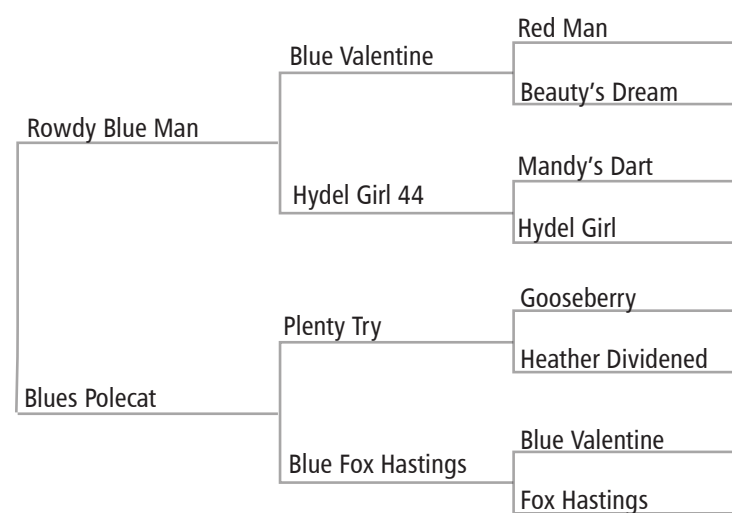 Red Man
Blue Valentine
Beauty's Dream
Rowdy Blue Man
Mandy's Dart
Hydel Girl 44
Hydel Girl
Gooseberry
Plenty Try
Heather Dividened
Blues Polecat
Blue Valentine
Blue Fox Hastings
Fox Hastings